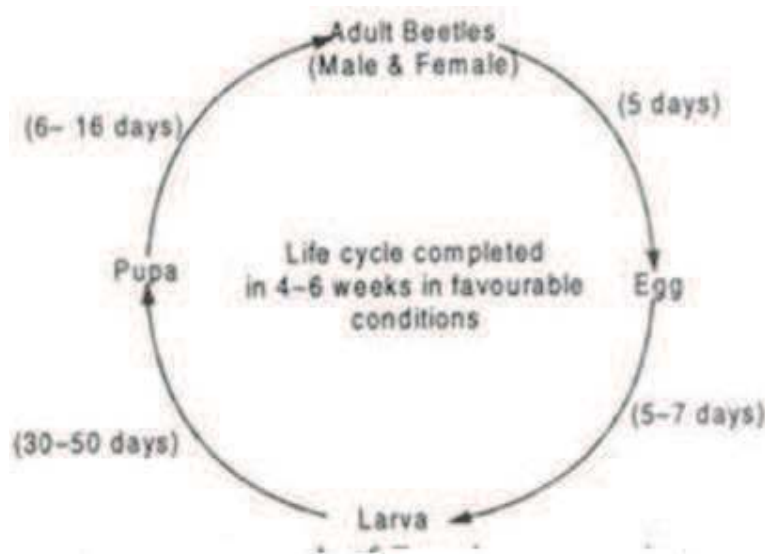 Adult Beetles
(Male & Female)
(6– 16 days)
(5 days)
Pupa
Life cycle completed
in 4–6 weeks in favourable
conditions
Egg
(30–50 days)
(5–7 days)
Larva